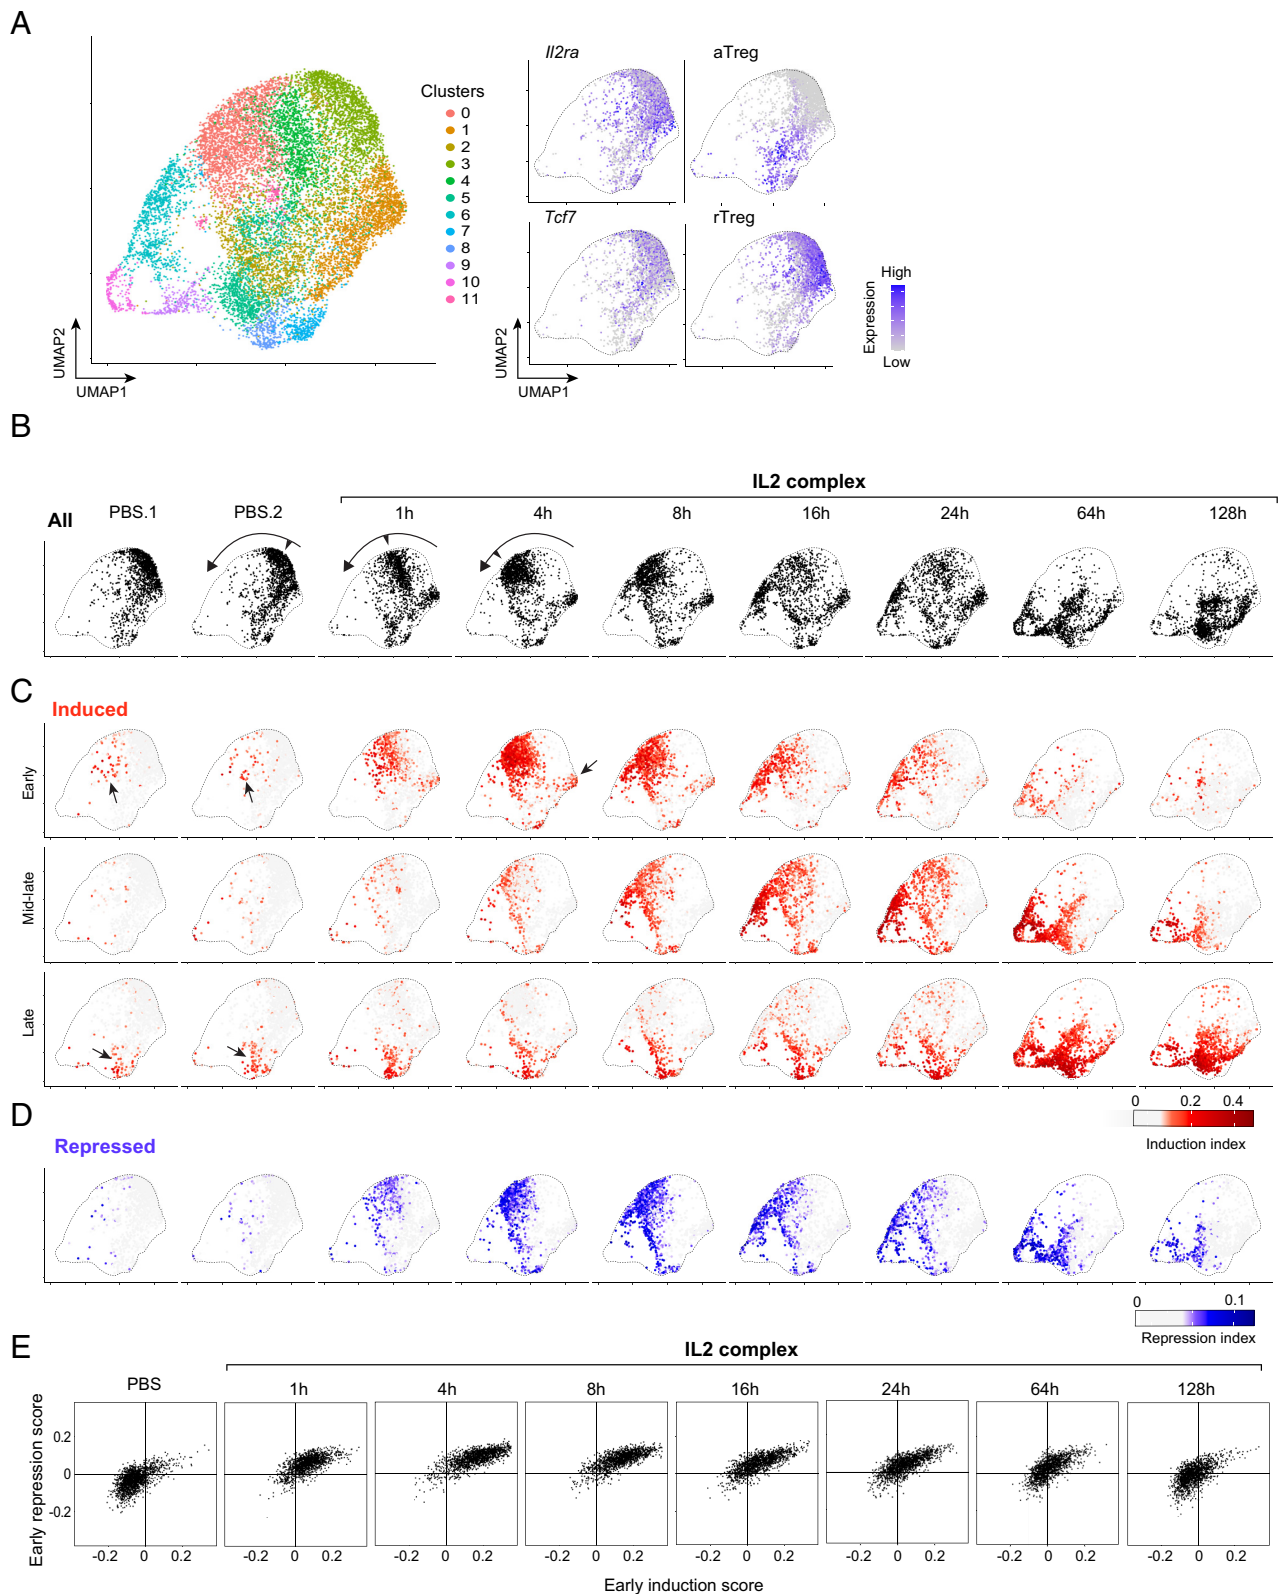 A
Clusters
0
1
2
3
4
5
6
7
8
9
10
11
UMAP2
UMAP1
Il2ra
aTreg
Tcf7
rTreg
UMAP2
UMAP1
High
Expression
Low
B
IL2 complex
All
PBS.1
PBS.2
1h
4h
8h
16h
24h
64h
128h
C
Induced
Early
Mid-late
Late
0
0.2
0.4
Induction index
D
Repressed
0
0.1
Repression index
E
IL2 complex
PBS
1h
4h
8h
16h
24h
64h
128h
Early repression score
0.2
0
-0.2
-0.2 0 0.2
-0.2 0 0.2
-0.2 0 0.2
-0.2 0 0.2
-0.2 0 0.2
-0.2 0 0.2
-0.2 0 0.2
-0.2 0 0.2
Early induction score